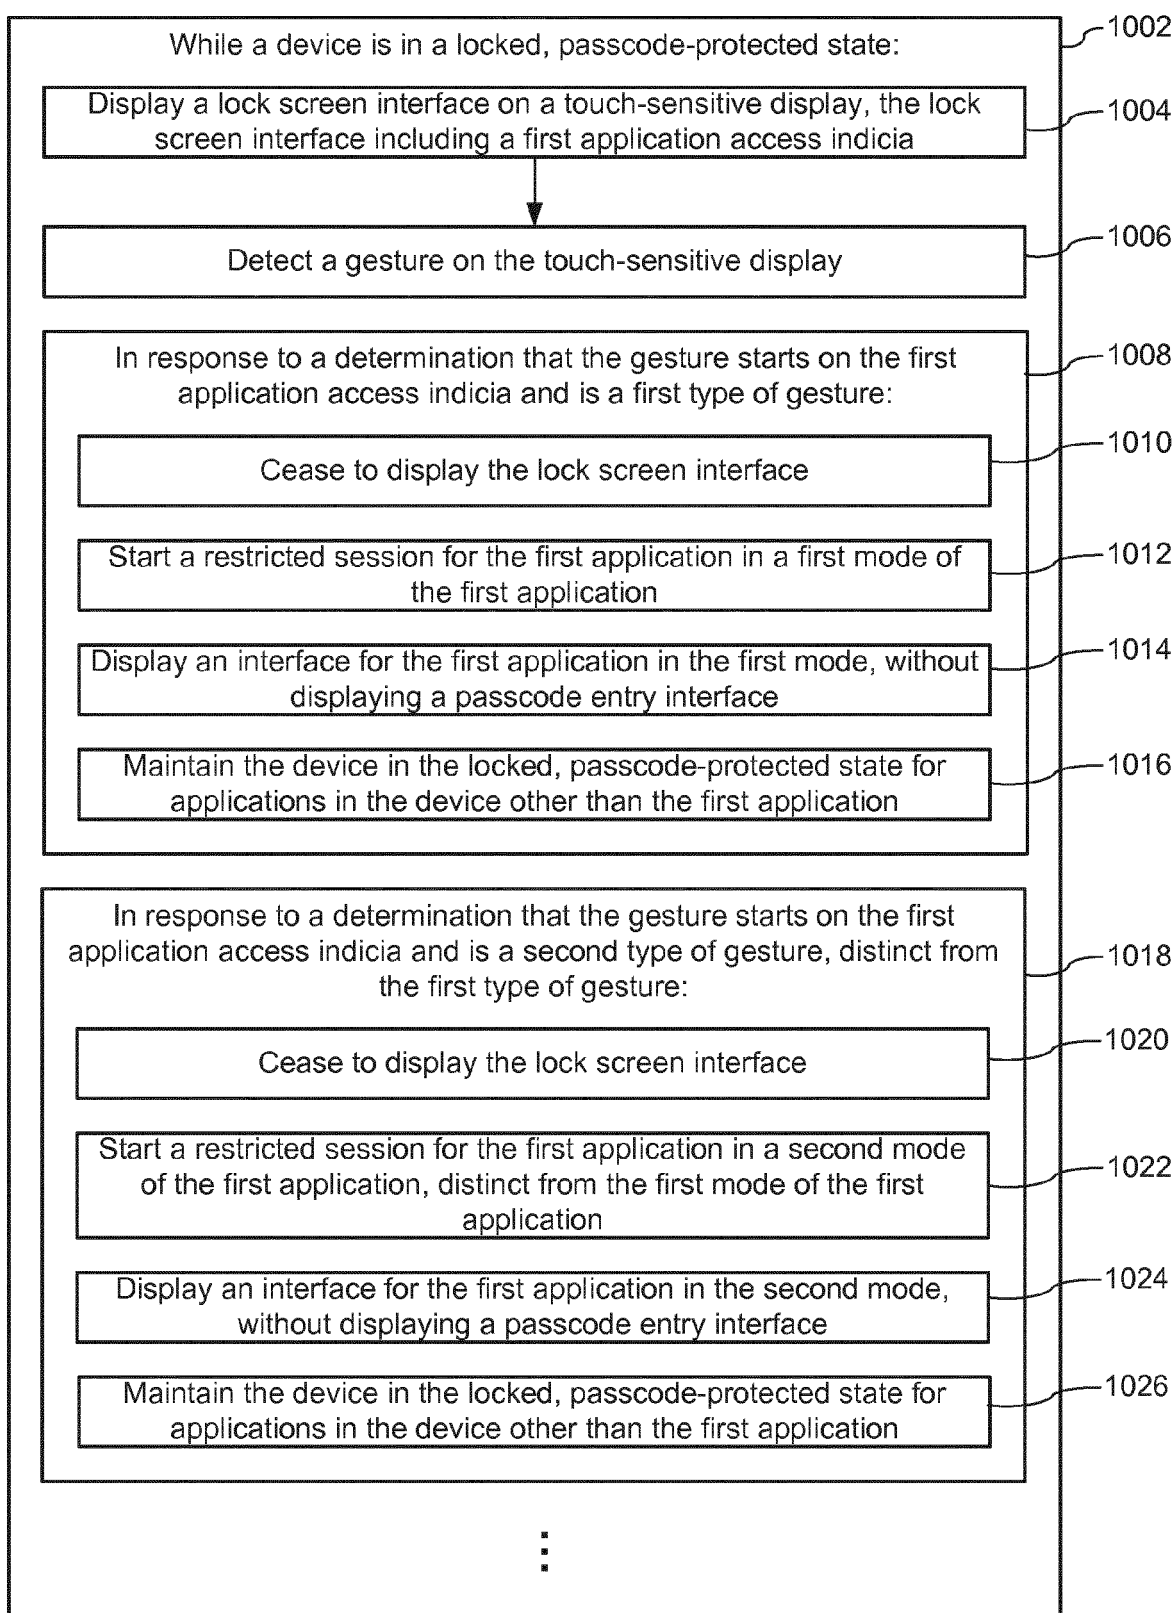 While a device is in a locked, passcode-protected state:
1002
Display a lock screen interface on a touch-sensitive display, the lock
screen interface including a first application access indicia
1004
Detect a gesture on the touch-sensitive display
1006
In response to a determination that the gesture starts on the first
application access indicia and is a first type of gesture:
1008
Cease to display the lock screen interface
1010
Start a restricted session for the first application in a first mode of
the first application
1012
Display an interface for the first application in the first mode, without
displaying a passcode entry interface
1014
Maintain the device in the locked, passcode-protected state for
applications in the device other than the first application
1016
In response to a determination that the gesture starts on the first
application access indicia and is a second type of gesture, distinct from
the first type of gesture:
1018
Cease to display the lock screen interface
1020
Start a restricted session for the first application in a second mode
of the first application, distinct from the first mode of the first
application
1022
Display an interface for the first application in the second mode,
without displaying a passcode entry interface
1024
Maintain the device in the locked, passcode-protected state for
applications in the device other than the first application
1026